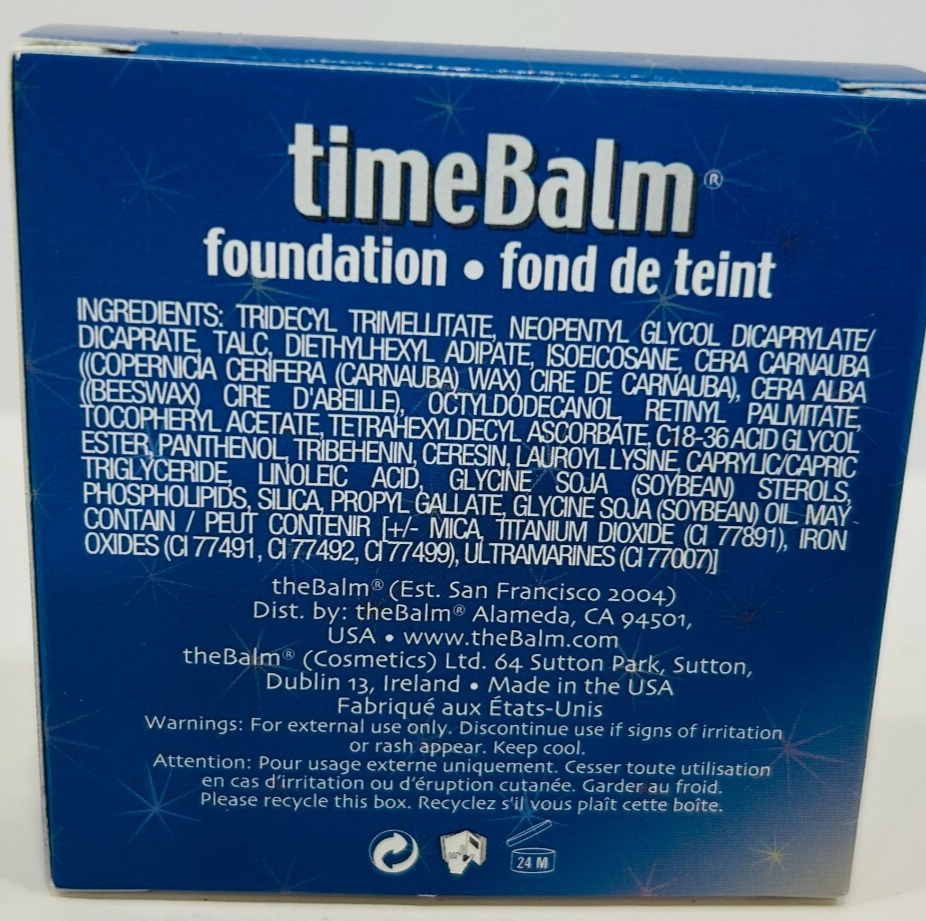 timeBalm®
foundation • fond de teint
INGREDIENTS: TRIDECYL TRIMELLITATE, NEOPENTYL GLYCOL DICAPRYLATE/
DICAPRATE, TALC, DIETHYLHEXYL ADIPATE, ISOEICOSANE, CERA CARNAUBA
((COPERNICIA CERIFERA (CARNAUBA) WAX) CIRE DE CARNAUBA), CERA ALBA
((BEESWAX) CIRE D'ABEILLE), OCTYLDODECANOL, RETINYL PALMITATE,
TOCOPHERYL ACETATE, TETRAHEXYLDECYL ASCORBATE, C18-36 ACID GLYCOL
ESTER, PANTHENOL, TRIBEHENIN, CERESIN, LAUROYL LYSINE, CAPRYLIC/CAPRIC
TRIGLYCERIDE, LINOLEIC ACID, GLYCINE SOJA (SOYBEAN) STEROLS,
PHOSPHOLIPIDS, SILICA, PROPYL GALLATE, GLYCINE SOJA (SOYBEAN) OIL. MAY
CONTAIN / PEUT CONTENIR [+/- MICA, TITANIUM DIOXIDE (CI 77891), IRON
OXIDES (CI 77491, CI 77492, CI 77499), ULTRAMARINES (CI 77007)]
theBalm® (Est. San Francisco 2004)
Dist. by: theBalm® Alameda, CA 94501,
USA • www.theBalm.com
theBalm® (Cosmetics) Ltd. 64 Sutton Park, Sutton,
Dublin 13, Ireland • Made in the USA
Fabriqué aux États-Unis
Warnings: For external use only. Discontinue use if signs of irritation
or rash appear. Keep cool.
Attention: Pour usage externe uniquement. Cesser toute utilisation
en cas d'irritation ou d'éruption cutanée. Garder au froid.
Please recycle this box. Recyclez s'il vous plaît cette boîte.
24 M